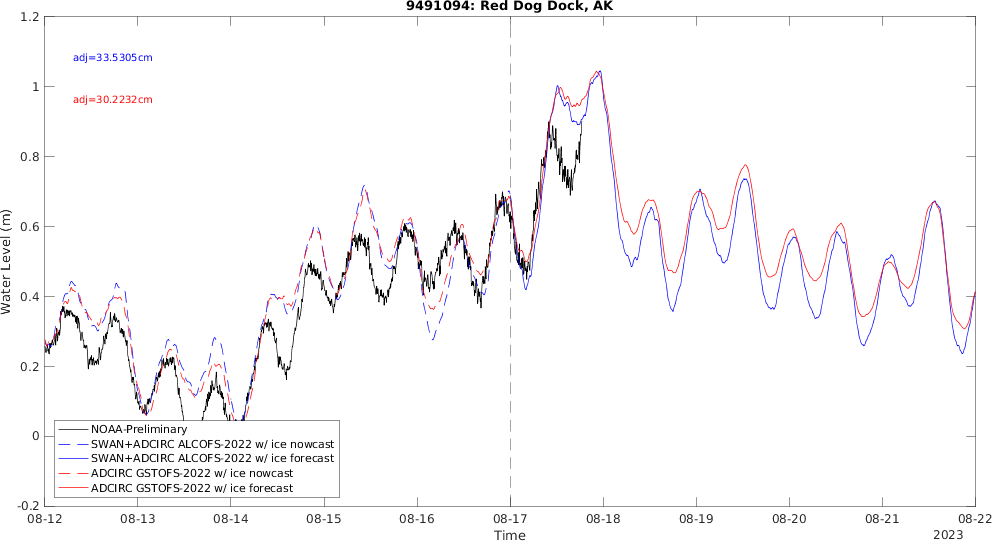 9491094: Red Dog Dock, AK
1.2
1
0.8
0.6
0.4
0.2
0
-0.2
Water Level (m)
adj=33.5305cm
adj=30.2232cm
NOAA-Preliminary
SWAN+ADCIRC ALCOFS-2022 w/ ice nowcast
SWAN+ADCIRC ALCOFS-2022 w/ ice forecast
ADCIRC GSTOFS-2022 w/ ice nowcast
ADCIRC GSTOFS-2022 w/ ice forecast
08-12 08-13 08-14 08-15 08-16 08-17 08-18 08-19 08-20 08-21 08-22
Time
2023